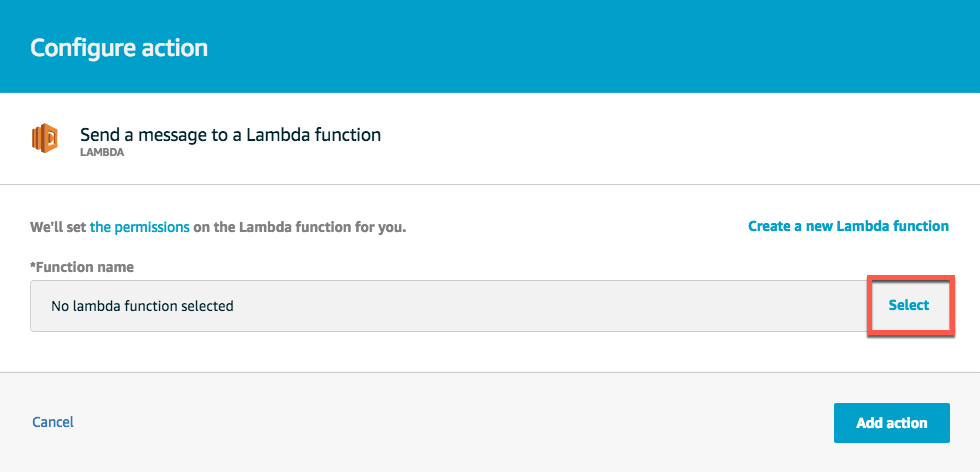 Configure action
Send a message to a Lambda function
LAMBDA
We'll set the permissions on the Lambda function for you.
Create a new Lambda function
*Function name
No lambda function selected
Select
Cancel
Add action